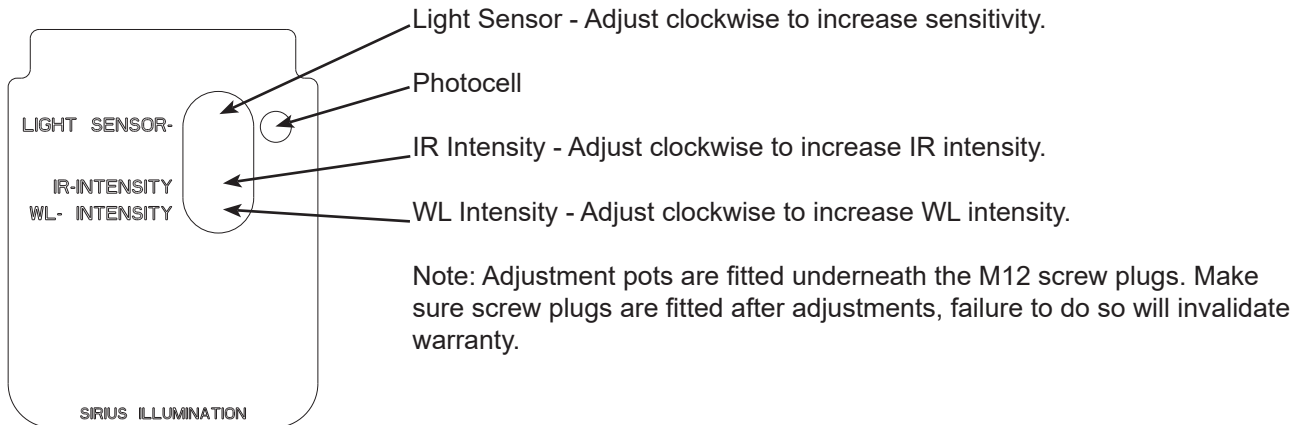 Light Sensor - Adjust clockwise to increase sensitivity.
Photocell
LIGHT SENSOR-
IR Intensity - Adjust clockwise to increase IR intensity.
IR-INTENSITY
WL- INTENSITY
WL Intensity - Adjust clockwise to increase WL intensity.
Note: Adjustment pots are fitted underneath the M12 screw plugs. Make
sure screw plugs are fitted after adjustments, failure to do so will invalidate
warranty.
SIRIUS ILLUMINATION